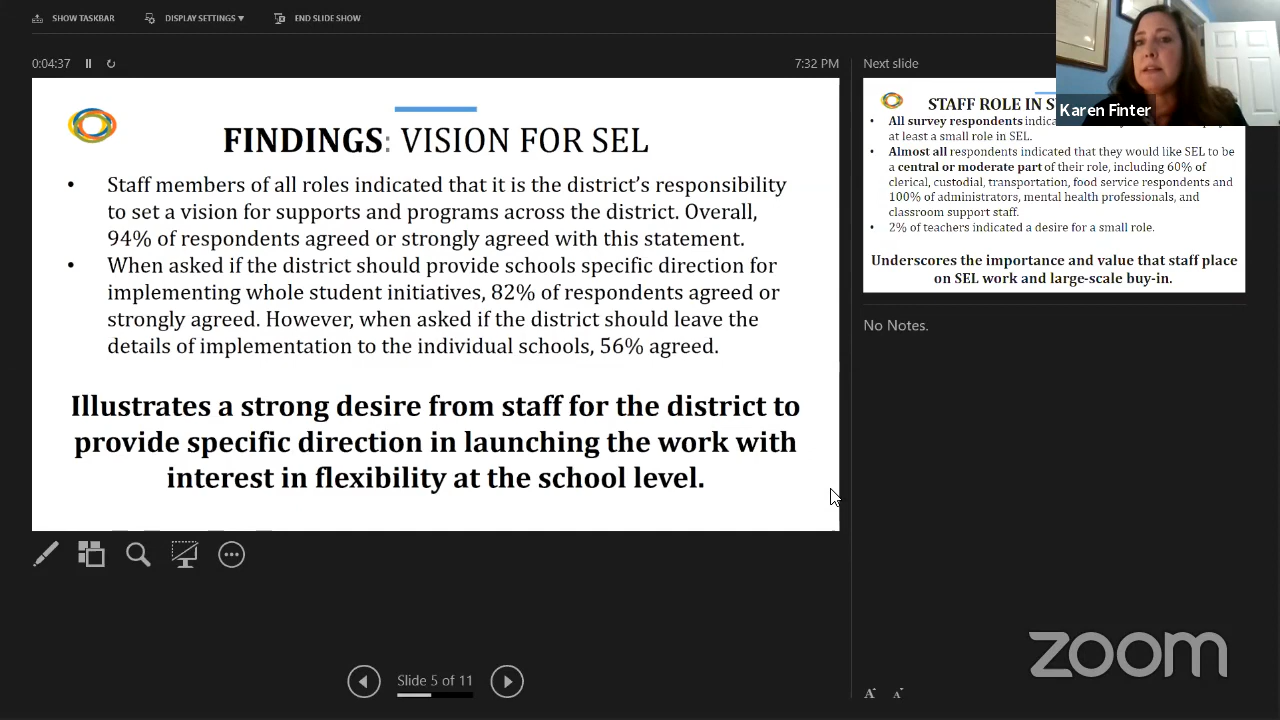 SHOW TASKBAR
DISPLAY SETTINGS ▾
END SLIDE SHOW
0:04:37
7:32 PM
FINDINGS: VISION FOR SEL
• Staff members of all roles indicated that it is the district’s responsibility
to set a vision for supports and programs across the district. Overall,
94% of respondents agreed or strongly agreed with this statement.
• When asked if the district should provide schools specific direction for
implementing whole student initiatives, 82% of respondents agreed or
strongly agreed. However, when asked if the district should leave the
details of implementation to the individual schools, 56% agreed.
Illustrates a strong desire from staff for the district to
provide specific direction in launching the work with
interest in flexibility at the school level.
Slide 5 of 11
Next slide
Karen Finter
STAFF ROLE IN S
• All survey respondents indica
at least a small role in SEL.
• Almost all respondents indicated that they would like SEL to be
a central or moderate part of their role, including 60% of
clerical, custodial, transportation, food service respondents and
100% of administrators, mental health professionals, and
classroom support staff.
• 2% of teachers indicated a desire for a small role.
Underscores the importance and value that staff place
on SEL work and large-scale buy-in.
No Notes.
zoom
A A